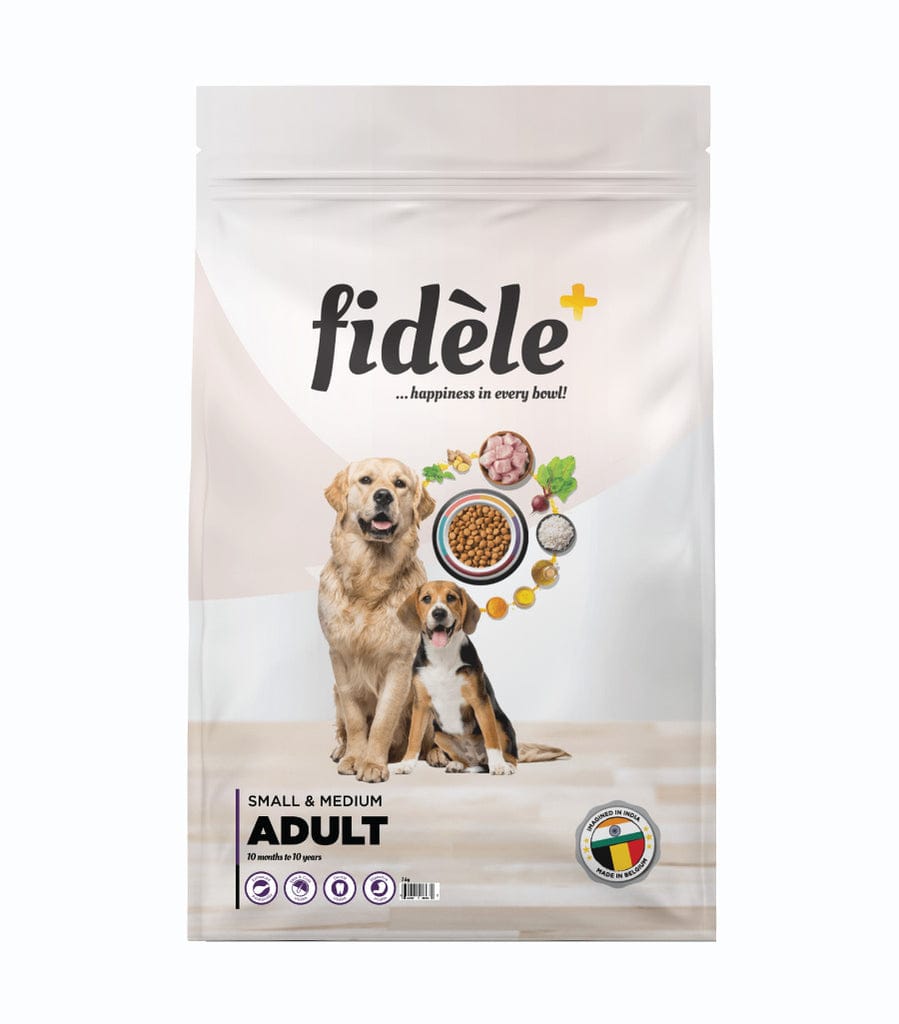 fidèle+
...happiness in every bowl!
SMALL & MEDIUM
ADULT
10 months to 10 years
IMAGINED IN INDIA
MADE IN BELGIUM